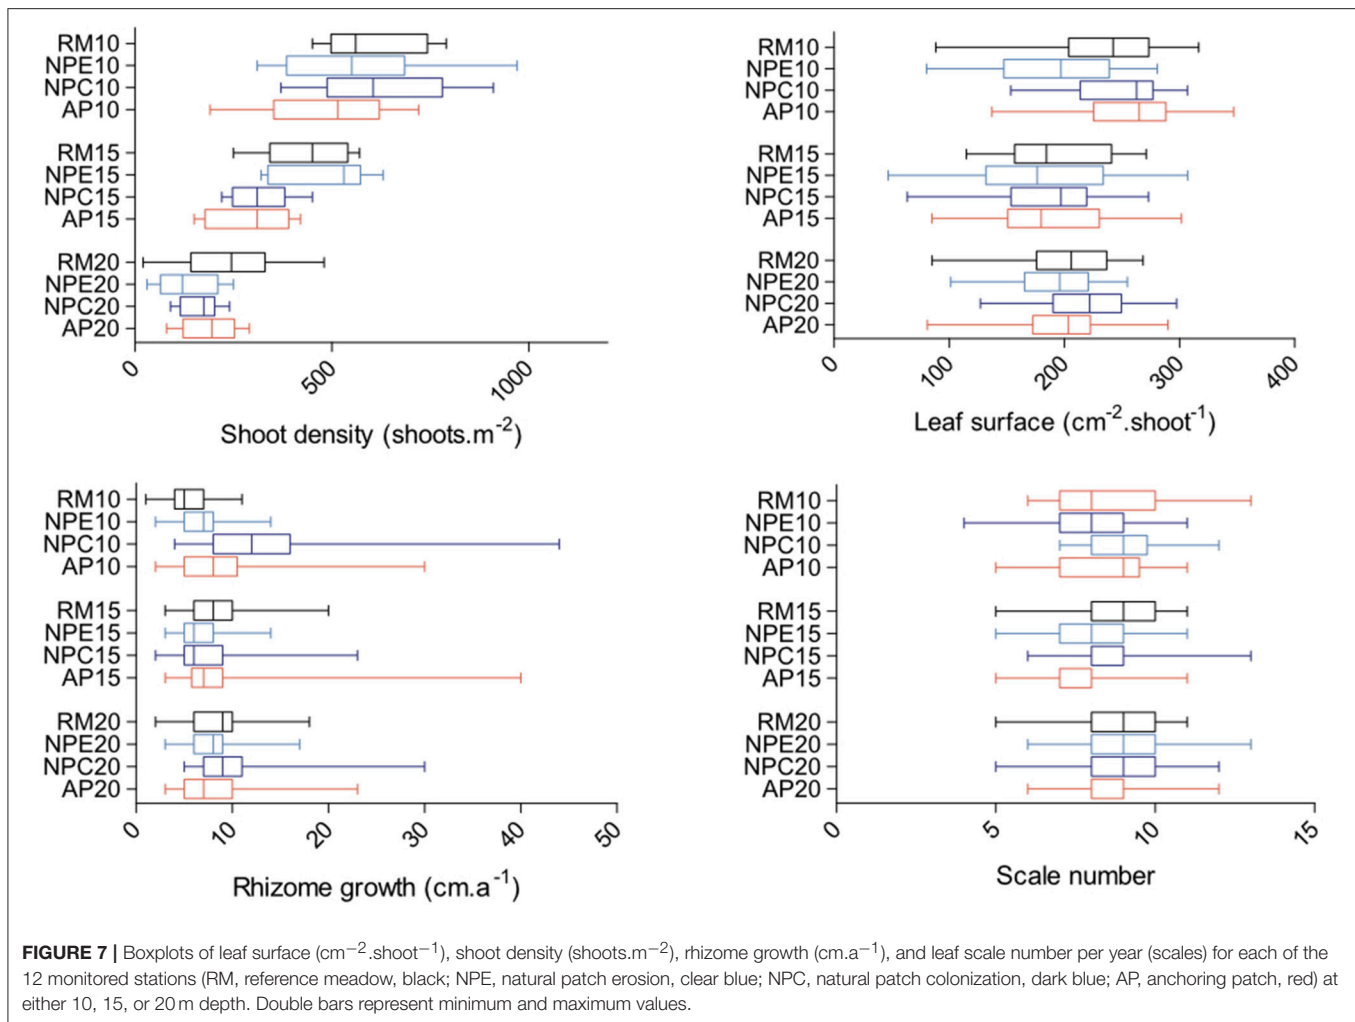 RM10
NPE10
NPC10
AP10
RM15
NPE15
NPC15
AP15
RM20
NPE20
NPC20
AP20
0 500 1000
Shoot density (shoots.m⁻²)
RM10
NPE10
NPC10
AP10
RM15
NPE15
NPC15
AP15
RM20
NPE20
NPC20
AP20
0 100 200 300 400
Leaf surface (cm⁻².shoot⁻¹)
RM10
NPE10
NPC10
AP10
RM15
NPE15
NPC15
AP15
RM20
NPE20
NPC20
AP20
0 10 20 30 40 50
Rhizome growth (cm.a⁻¹)
RM10
NPE10
NPC10
AP10
RM15
NPE15
NPC15
AP15
RM20
NPE20
NPC20
AP20
0 5 10 15
Scale number
FIGURE 7 | Boxplots of leaf surface (cm⁻².shoot⁻¹), shoot density (shoots.m⁻²), rhizome growth (cm.a⁻¹), and leaf scale number per year (scales) for each of the
12 monitored stations (RM, reference meadow, black; NPE, natural patch erosion, clear blue; NPC, natural patch colonization, dark blue; AP, anchoring patch, red) at
either 10, 15, or 20 m depth. Double bars represent minimum and maximum values.